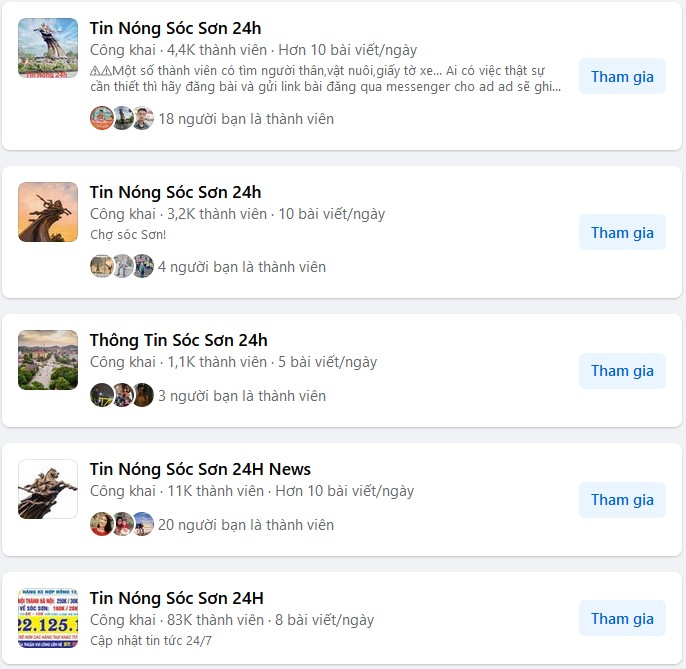 Tin Nóng Sóc Sơn 24h
Công khai · 4,4K thành viên · Hơn 10 bài viết/ngày
⚠⚠Một số thành viên có tìm người thân,vật nuôi,giấy tờ xe... Ai có việc thật sự
cần thiết thì hãy đăng bài và gửi link bài đăng qua messenger cho ad ad sẽ ghi...
Tham gia
18 người bạn là thành viên
Tin Nóng 24h
Tin Nóng Sóc Sơn 24h
Công khai · 3,2K thành viên · 10 bài viết/ngày
Chợ sóc Sơn!
Tham gia
4 người bạn là thành viên
Thông Tin Sóc Sơn 24h
Công khai · 1,1K thành viên · 5 bài viết/ngày
Tham gia
3 người bạn là thành viên
Tin Nóng Sóc Sơn 24H News
Công khai · 11K thành viên · Hơn 10 bài viết/ngày
Tham gia
20 người bạn là thành viên
Tin Nóng Sóc Sơn 24H
Công khai · 83K thành viên · 8 bài viết/ngày
Cập nhật tin tức 24/7
Tham gia
22.125.1